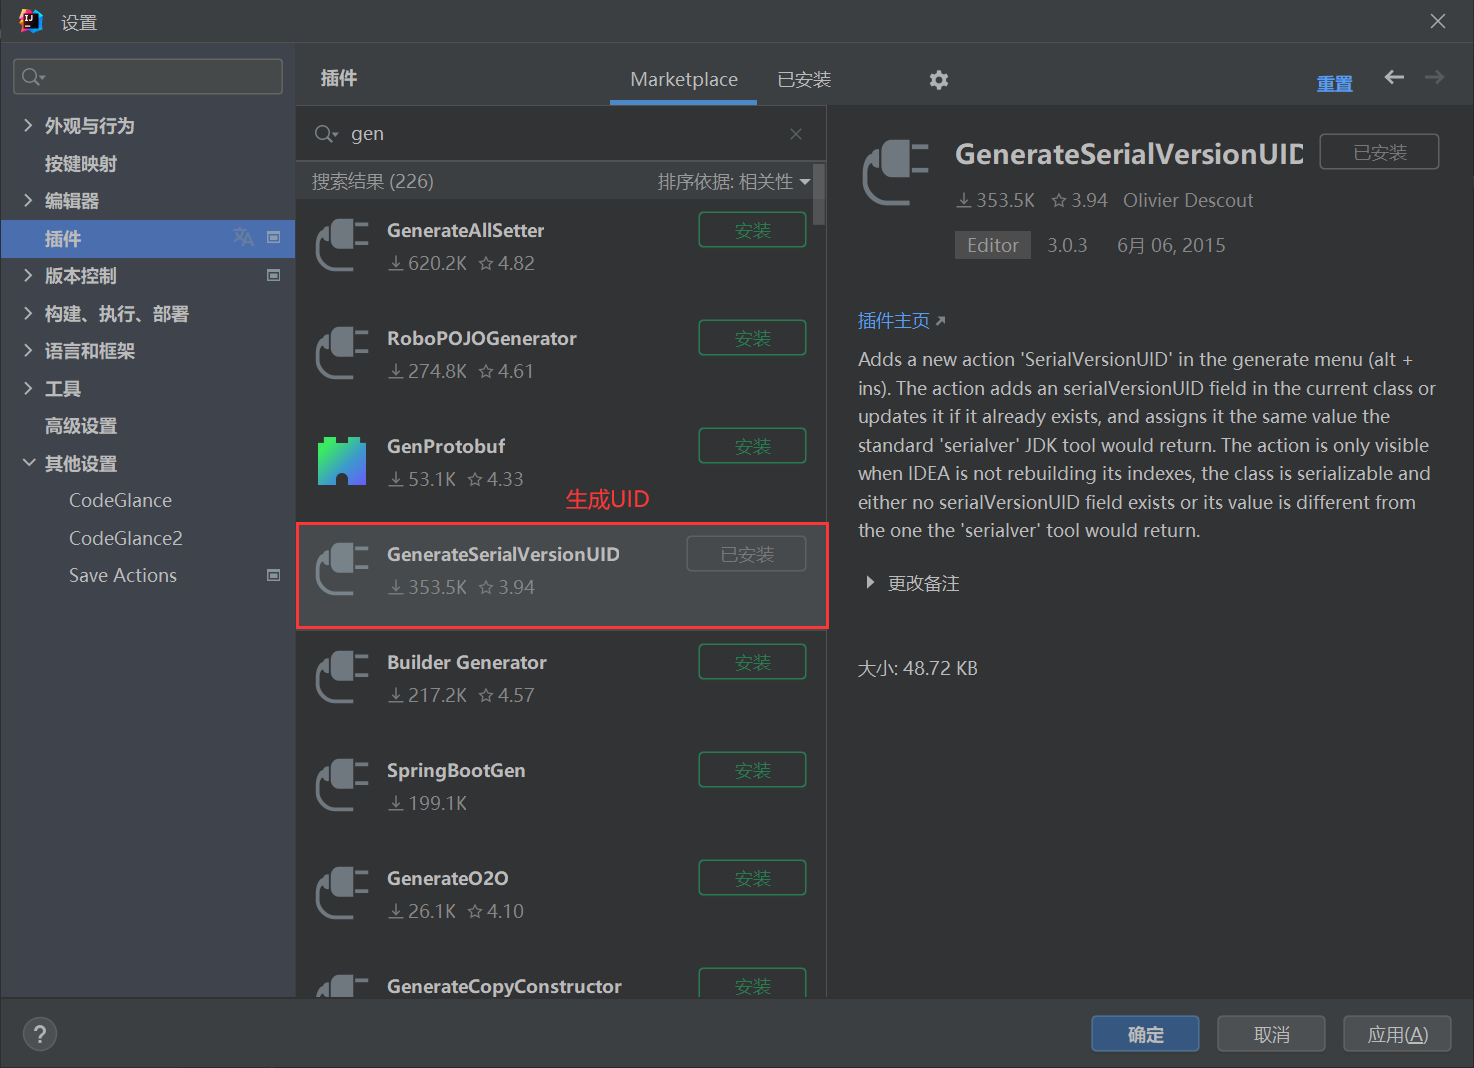 设置
插件
Marketplace
已安装
重置
外观与行为
按键映射
编辑器
插件
版本控制
构建、执行、部署
语言和框架
工具
高级设置
其他设置
CodeGlance
CodeGlance2
Save Actions
gen
搜索结果 (226)
排序依据: 相关性
GenerateAllSetter
安装
620.2K 4.82
RoboPOJOGenerator
安装
274.8K 4.61
GenProtobuf
安装
53.1K 4.33
生成UID
GenerateSerialVersionUID
已安装
353.5K 3.94
Builder Generator
安装
217.2K 4.57
SpringBootGen
安装
199.1K
GenerateO2O
安装
26.1K 4.10
GenerateCopyConstructor
安装
GenerateSerialVersionUID
已安装
353.5K 3.94 Olivier Descout
Editor 3.0.3 6月 06, 2015
插件主页
Adds a new action 'SerialVersionUID' in the generate menu (alt +
ins). The action adds an serialVersionUID field in the current class or
updates it if it already exists, and assigns it the same value the
standard 'serialver' JDK tool would return. The action is only visible
when IDEA is not rebuilding its indexes, the class is serializable and
either no serialVersionUID field exists or its value is different from
the one the 'serialver' tool would return.
更改备注
大小: 48.72 KB
?
确定
取消
应用(A)